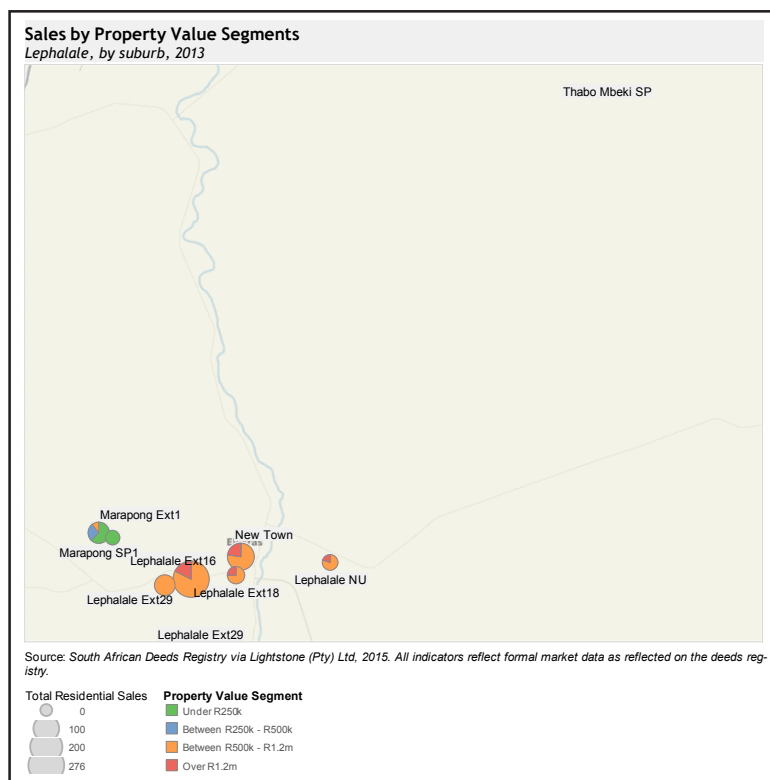 Sales by Property Value Segments
Lephalale, by suburb, 2013
Thabo Mbeki SP
Marapong Ext1
New Town
Marapong SP1
Lephalale Ext16
Lephalale NU
Lephalale Ext18
Lephalale Ext29
Lephalale Ext29
Source: South African Deeds Registry via Lightstone (Pty) Ltd, 2015. All indicators reflect formal market data as reflected on the deeds reg-
istry.
Total Residential Sales
0
100
200
276
Property Value Segment
Under R250k
Between R250k - R500k
Between R500k - R1.2m
Over R1.2m